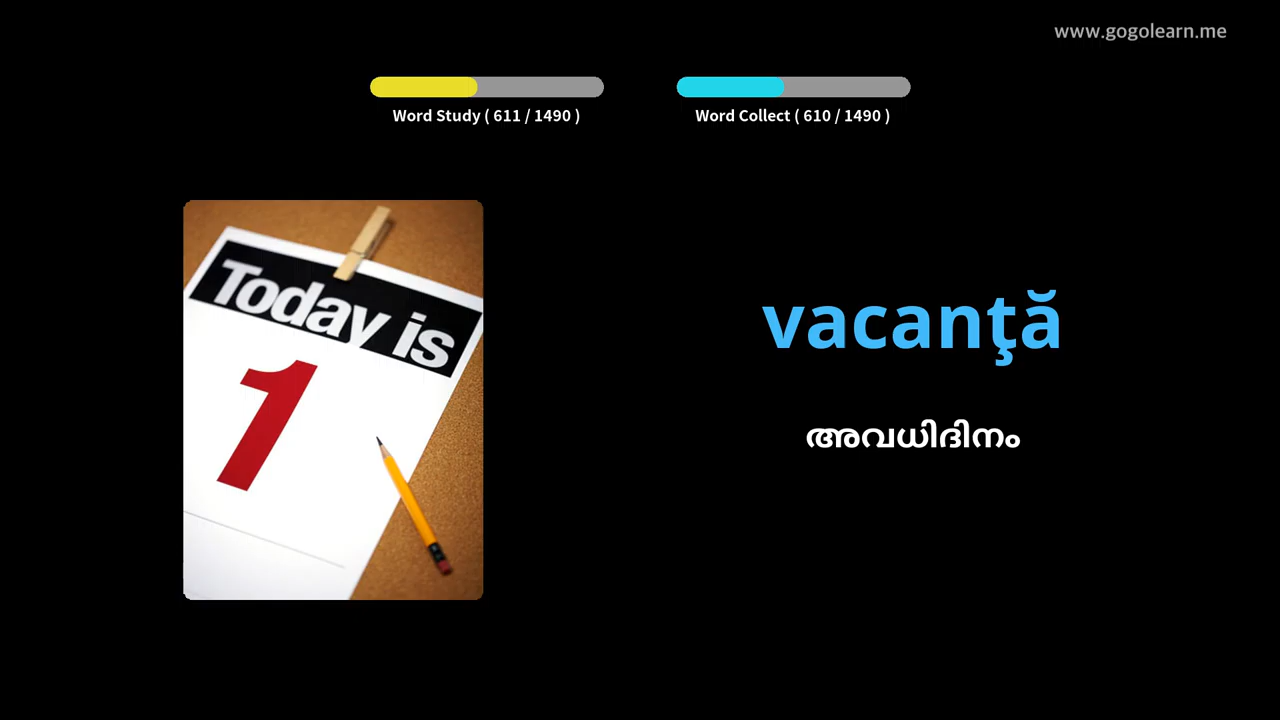 www.gogolearn.me
Word Study ( 611 / 1490 )
Word Collect ( 610 / 1490 )
Today is
1
vacanţă
അവധിദിനം